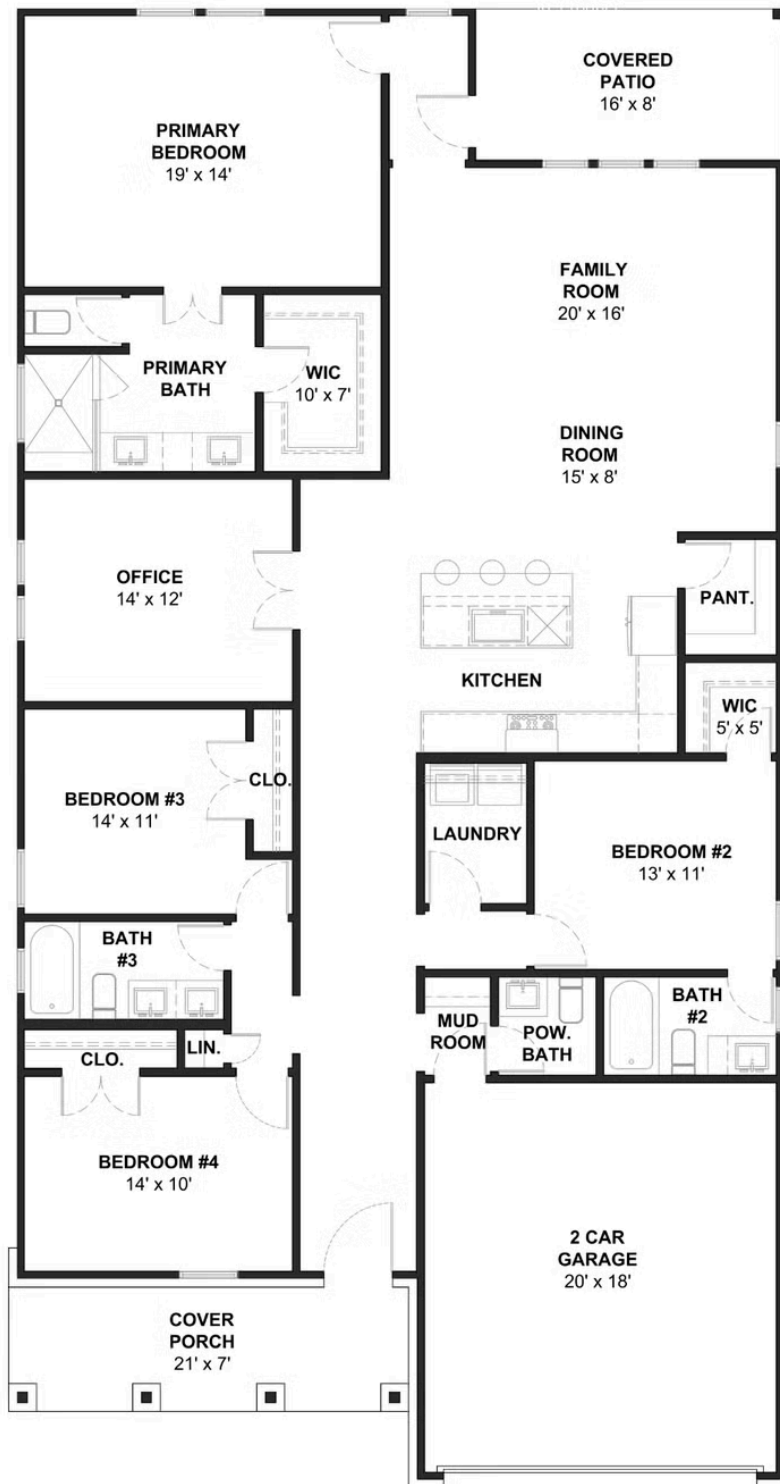 COVERED
PATIO
16' x 8'
PRIMARY
BEDROOM
19' x 14'
FAMILY
ROOM
20' x 16'
PRIMARY
BATH
WIC
10' x 7'
DINING
ROOM
15' x 8'
OFFICE
14' x 12'
PANT.
KITCHEN
WIC
5' x 5'
BEDROOM #3
14' x 11'
CLO.
LAUNDRY
BEDROOM #2
13' x 11'
BATH
#3
MUD
ROOM
POW.
BATH
BATH
#2
CLO.
LIN.
BEDROOM #4
14' x 10'
2 CAR
GARAGE
20' x 18'
COVER
PORCH
21' x 7'